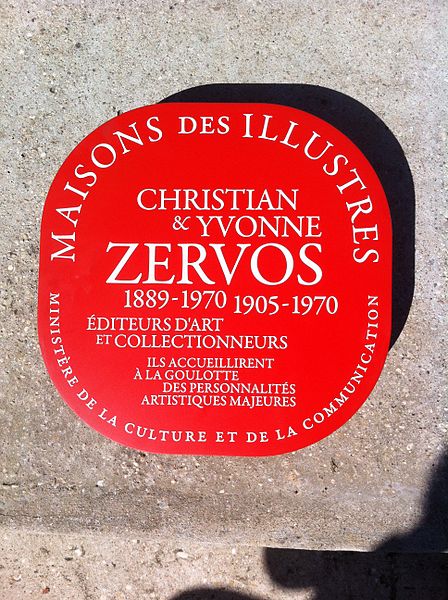 MAISONS DES ILLUSTRES
CHRISTIAN
& YVONNE
ZERVOS
1889-1970 1905-1970
ÉDITEURS D'ART
ET COLLECTIONNEURS
ILS ACCUEILLIRENT
À LA GOULOTTE
DES PERSONNALITÉS
ARTISTIQUES MAJEURES
MINISTÈRE DE LA CULTURE ET DE LA COMMUNICATION